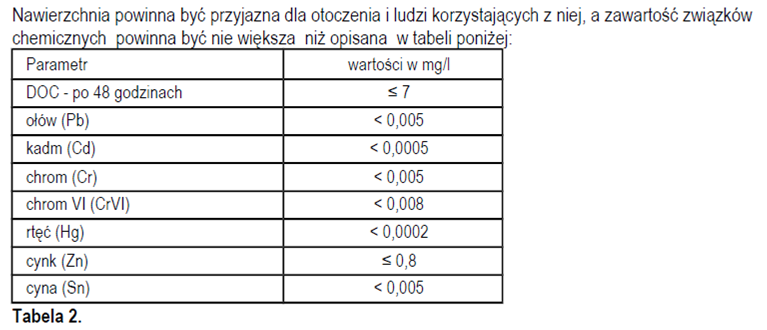 Nawierzchnia powinna być przyjazna dla otoczenia i ludzi korzystających z niej, a zawartość związków
chemicznych powinna być nie większa niż opisana w tabeli poniżej:
Parametr wartości w mg/l
DOC - po 48 godzinach ≤ 7
ołów (Pb) < 0,005
kadm (Cd) < 0,0005
chrom (Cr) < 0,005
chrom VI (CrVI) < 0,008
rtęć (Hg) < 0,0002
cynk (Zn) ≤ 0,8
cyna (Sn) < 0,005
Tabela 2.